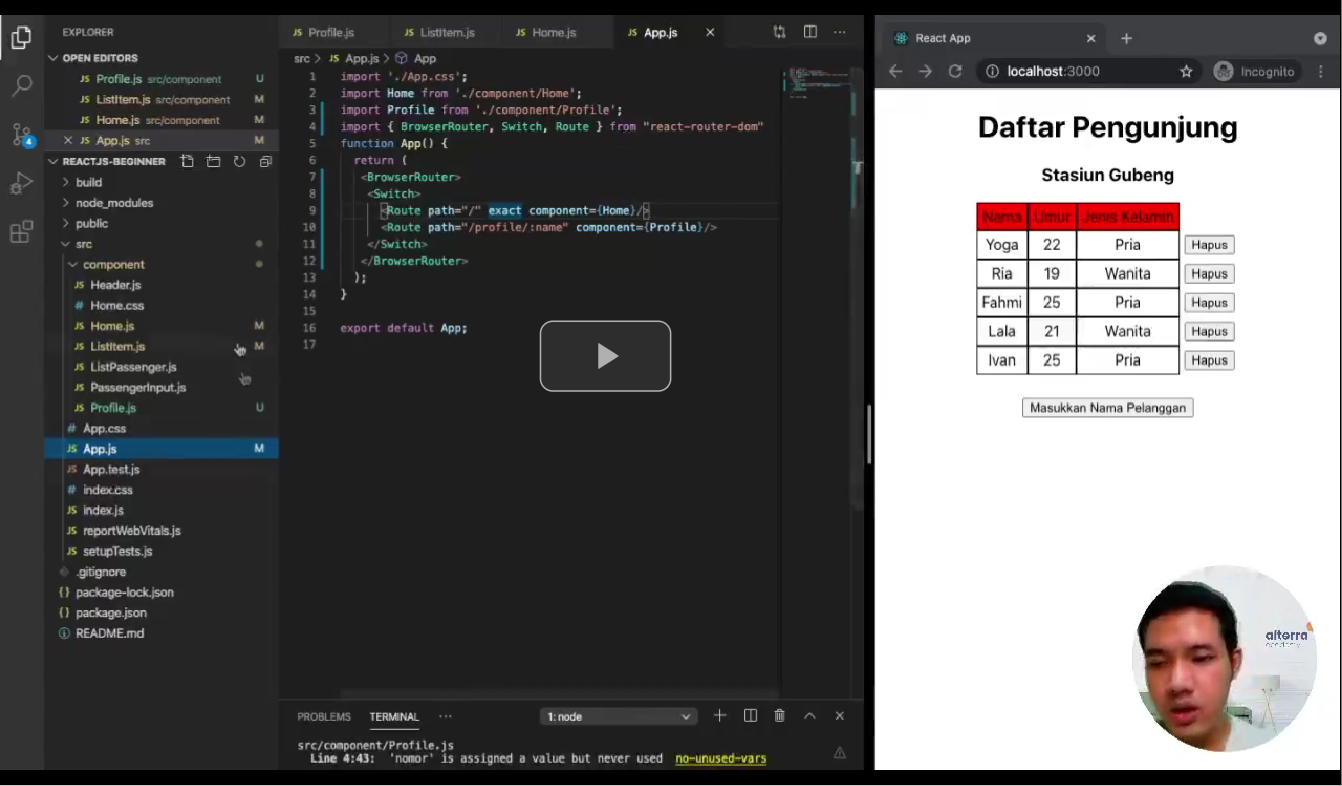 EXPLORER
OPEN EDITORS
JS Profile.js src/component U
JS ListItem.js src/component M
JS Home.js src/component M
× JS App.js src M
REACTJS-BEGINNER
build
node_modules
public
src
component
JS Header.js
# Home.css
JS Home.js M
JS ListItem.js M
JS ListPassenger.js
JS PassengerInput.js
JS Profile.js U
# App.css
JS App.js M
JS App.test.js
# index.css
JS index.js
JS reportWebVitals.js
JS setupTests.js
.gitignore
{} package-lock.json
{} package.json
README.md
4
JS Profile.js JS ListItem.js JS Home.js JS App.js ×
src > JS App.js > App
1 import './App.css';
2 import Home from './component/Home';
3 import Profile from './component/Profile';
4 import { BrowserRouter, Switch, Route } from "react-router-dom"
5 function App() {
6 return (
7 <BrowserRouter>
8 <Switch>
9 <Route path="/" exact component={Home}/>
10 <Route path="/profile/:name" component={Profile}/>
11 </Switch>
12 </BrowserRouter>
13 );
14 }
15
16 export default App;
17
PROBLEMS TERMINAL ··· 1: node
src/component/Profile.js
Line 4:43: 'nomor' is assigned a value but never used no-unused-vars
React App
localhost:3000 Incognito
Daftar Pengunjung
Stasiun Gubeng
Nama Umur Jenis Kelamin
Yoga 22 Pria Hapus
Ria 19 Wanita Hapus
Fahmi 25 Pria Hapus
Lala 21 Wanita Hapus
Ivan 25 Pria Hapus
Masukkan Nama Pelanggan
alterra
academy